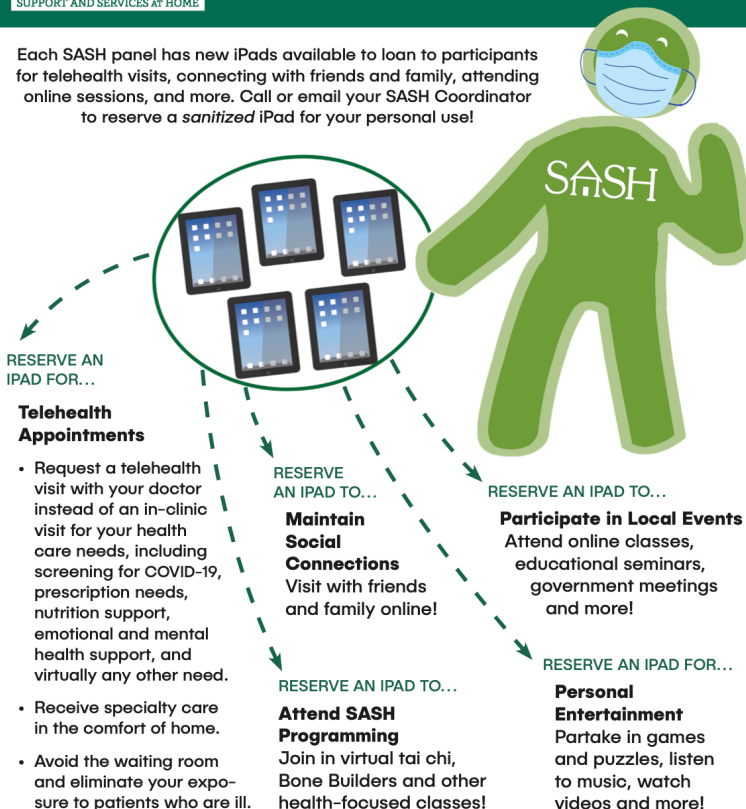 SUPPORT AND SERVICES AT HOME
Each SASH panel has new iPads available to loan to participants
for telehealth visits, connecting with friends and family, attending
online sessions, and more. Call or email your SASH Coordinator
to reserve a sanitized iPad for your personal use!
SASH
RESERVE AN
IPAD FOR...
Telehealth
Appointments
• Request a telehealth
visit with your doctor
instead of an in-clinic
visit for your health
care needs, including
screening for COVID-19,
prescription needs,
nutrition support,
emotional and mental
health support, and
virtually any other need.
• Receive specialty care
in the comfort of home.
• Avoid the waiting room
and eliminate your expo-
sure to patients who are ill.
RESERVE
AN IPAD TO...
Maintain
Social
Connections
Visit with friends
and family online!
RESERVE AN IPAD TO...
Attend SASH
Programming
Join in virtual tai chi,
Bone Builders and other
health-focused classes!
RESERVE AN IPAD TO...
Participate in Local Events
Attend online classes,
educational seminars,
government meetings
and more!
RESERVE AN IPAD FOR...
Personal
Entertainment
Partake in games
and puzzles, listen
to music, watch
videos and more!